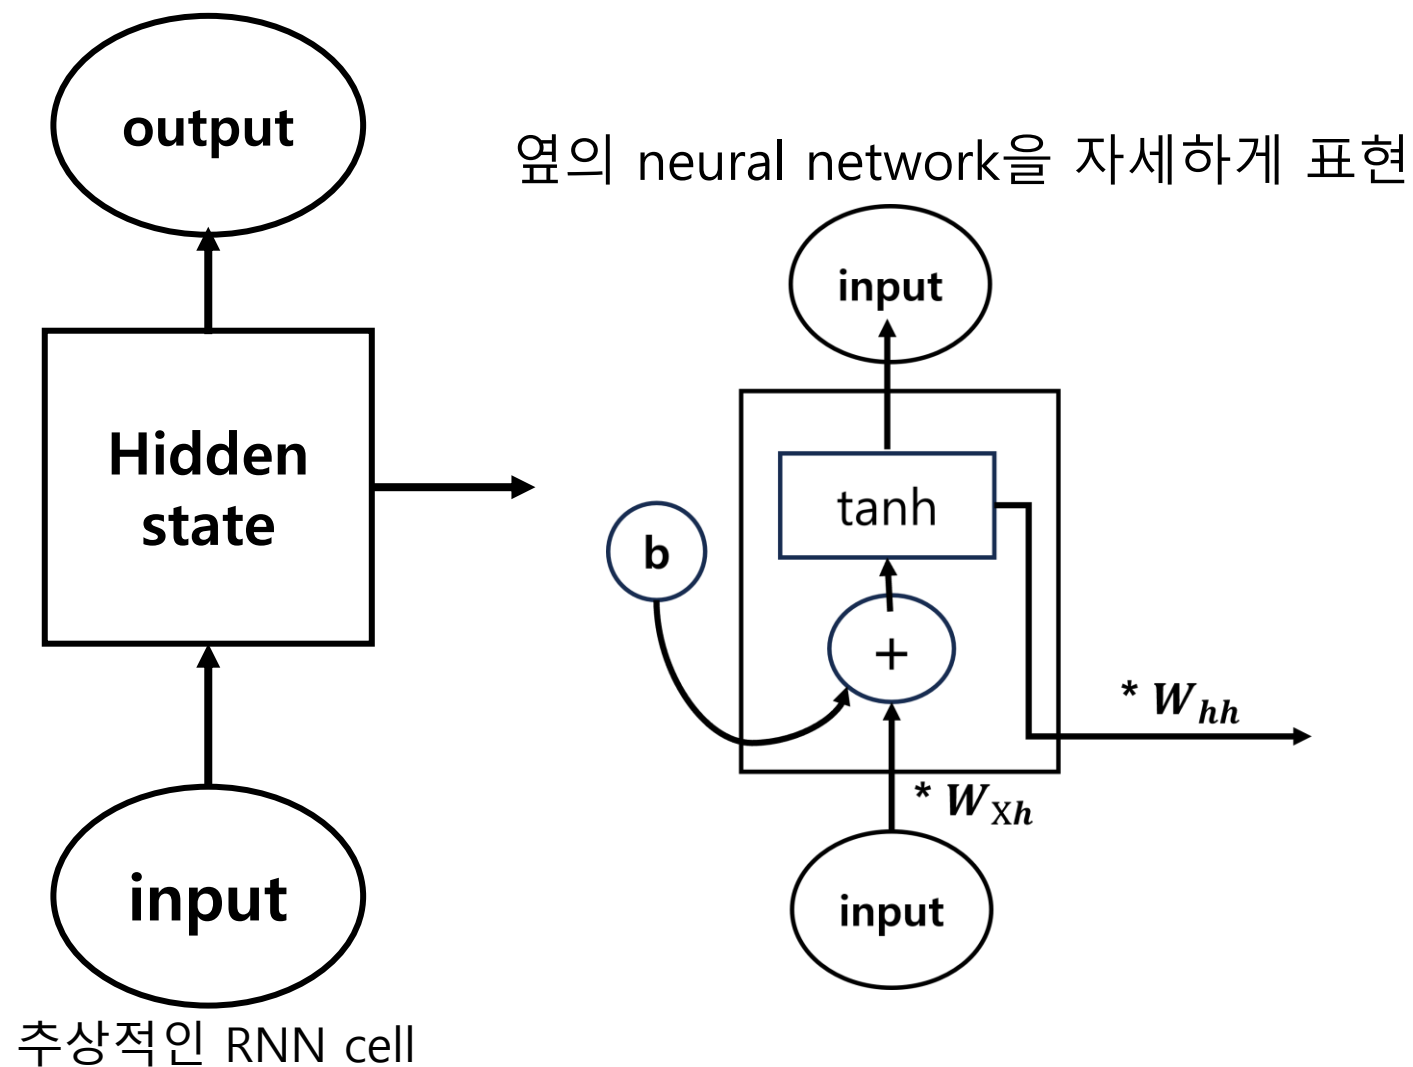 output
Hidden
state
input
추상적인 RNN cell
옆의 neural network을 자세하게 표현
input
tanh
b
+
* W_hh
* W_Xh
input